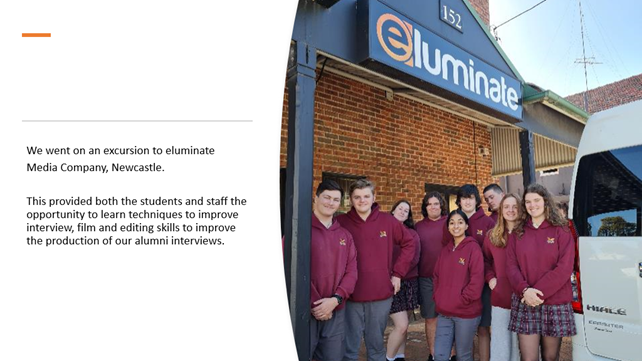 152
eluminate
We went on an excursion to eluminate
Media Company, Newcastle.
This provided both the students and staff the
opportunity to learn techniques to improve
interview, film and editing skills to improve
the production of our alumni interviews.
HIACE
COMMUTER